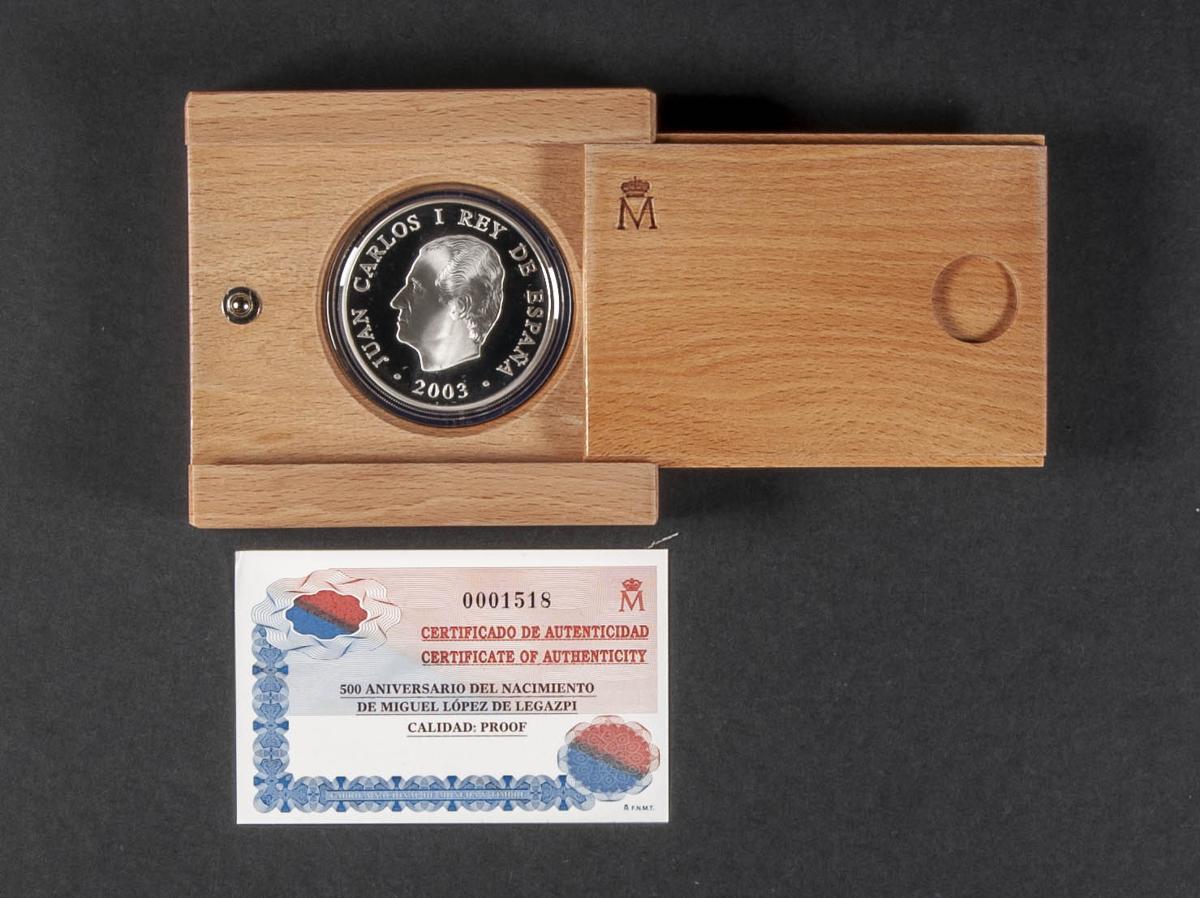 JUAN CARLOS I REY DE ESPAÑA
2003
M
0001518
M
CERTIFICADO DE AUTENTICIDAD
CERTIFICATE OF AUTHENTICITY
500 ANIVERSARIO DEL NACIMIENTO
DE MIGUEL LÓPEZ DE LEGAZPI
CALIDAD: PROOF
F.N.M.T.